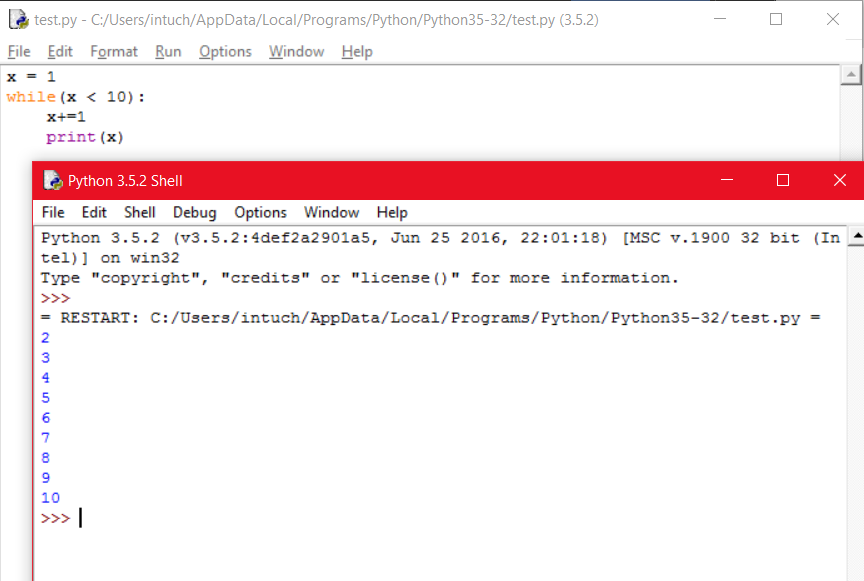 test.py - C:/Users/intuch/AppData/Local/Programs/Python/Python35-32/test.py (3.5.2)
File Edit Format Run Options Window Help
x = 1
while(x < 10):
    x+=1
    print(x)
Python 3.5.2 Shell
File Edit Shell Debug Options Window Help
Python 3.5.2 (v3.5.2:4def2a2901a5, Jun 25 2016, 22:01:18) [MSC v.1900 32 bit (In
tel)] on win32
Type "copyright", "credits" or "license()" for more information.
>>>
= RESTART: C:/Users/intuch/AppData/Local/Programs/Python/Python35-32/test.py =
2
3
4
5
6
7
8
9
10
>>>